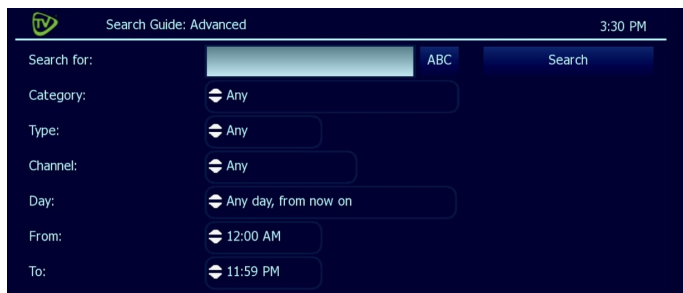 TV Search Guide: Advanced 3:30 PM
Search for: ABC Search
Category: Any
Type: Any
Channel: Any
Day: Any day, from now on
From: 12:00 AM
To: 11:59 PM